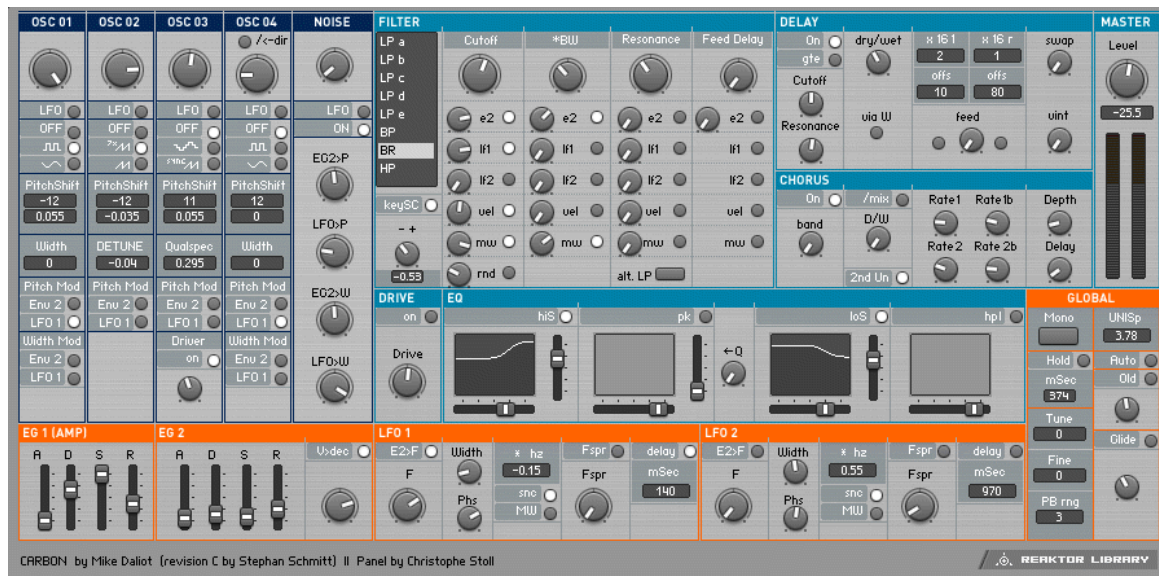 OSC 01 OSC 02 OSC 03 OSC 04 NOISE FILTER DELAY MASTER
/<-dir
LP a Cutoff *BW Resonance Feed Delay
LP b
LP c
LP d
LP e
BP
BR
HP
On dry/wet x 16 l x 16 r swap Level
gte 2 1
Cutoff offs offs
10 80 -25.5
Resonance via W feed vint
LFO LFO LFO LFO LFO
OFF OFF OFF OFF ON
sync
e2 e2 e2 e2
lf1 lf1 lf1 lf1
lf2 lf2 lf2 lf2
keySC vel vel vel vel
- + mw mw mw mw
-0.53 rnd alt. LP
EG2>P
LFO>P
EG2>W
LFO>W
PitchShift PitchShift PitchShift PitchShift
-12 -12 11 12
0.055 -0.035 0.055 0
Width DETUNE Qualspec Width
0 -0.04 0.295 0
Pitch Mod Pitch Mod Pitch Mod Pitch Mod
Env 2 Env 2 Env 2 Env 2
LFO 1 LFO 1 LFO 1 LFO 1
Width Mod Driver Width Mod
Env 2 on Env 2
LFO 1 LFO 1
CHORUS
On /mix Rate1 Rate1b Depth
band D/W
Rate 2 Rate 2b Delay
2nd Un
DRIVE EQ
on hiS pk loS hpl
Drive ←Q
GLOBAL
Mono UNISp
3.78
Hold Auto
mSec Old
374
Tune
0 Glide
Fine
0
PB rng
3
EG 1 (AMP) EG 2 LFO 1 LFO 2
A D S R A D S R V>dec
E2>F Width * hz Fspr delay
F -0.15 Fspr mSec
Phs snc 140
MW
E2>F Width * hz Fspr delay
F 0.55 Fspr mSec
Phs snc 970
MW
CARBON by Mike Daliot (revision C by Stephan Schmitt) II Panel by Christophe Stoll
REAKTOR LIBRARY